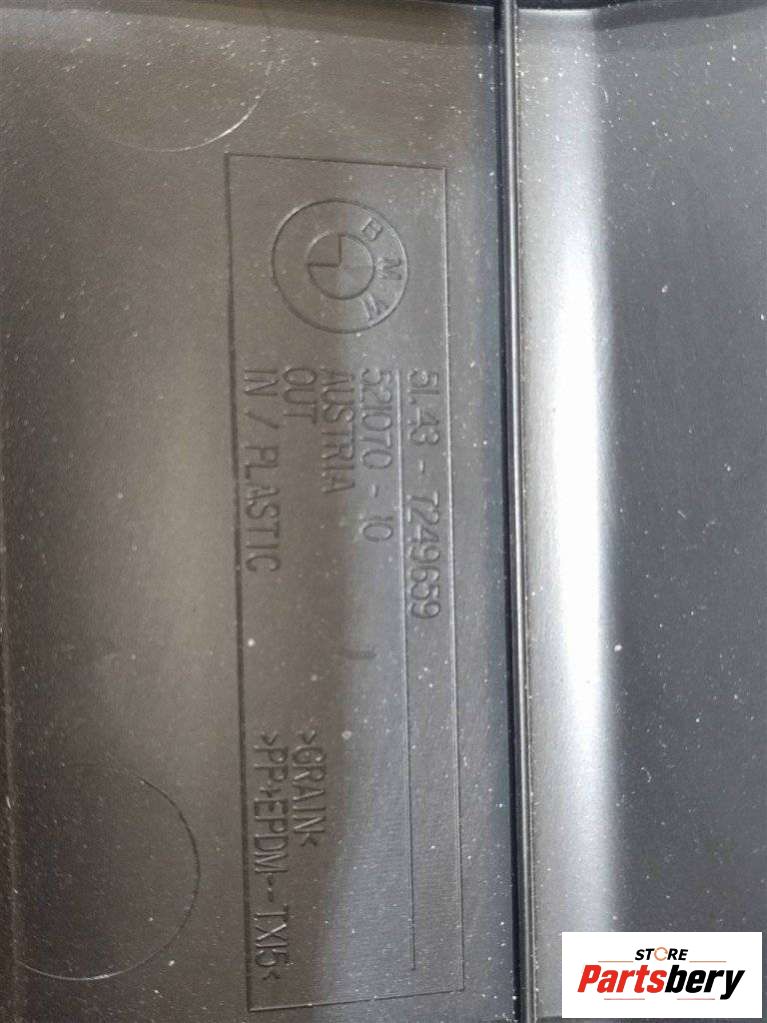 BMW
51.43 - 7249659
521070 - 10
AUSTRIA
OUT
IN / PLASTIC
>GRAIN<
>PP+EPDM--TX15<
STORE
Partsbery